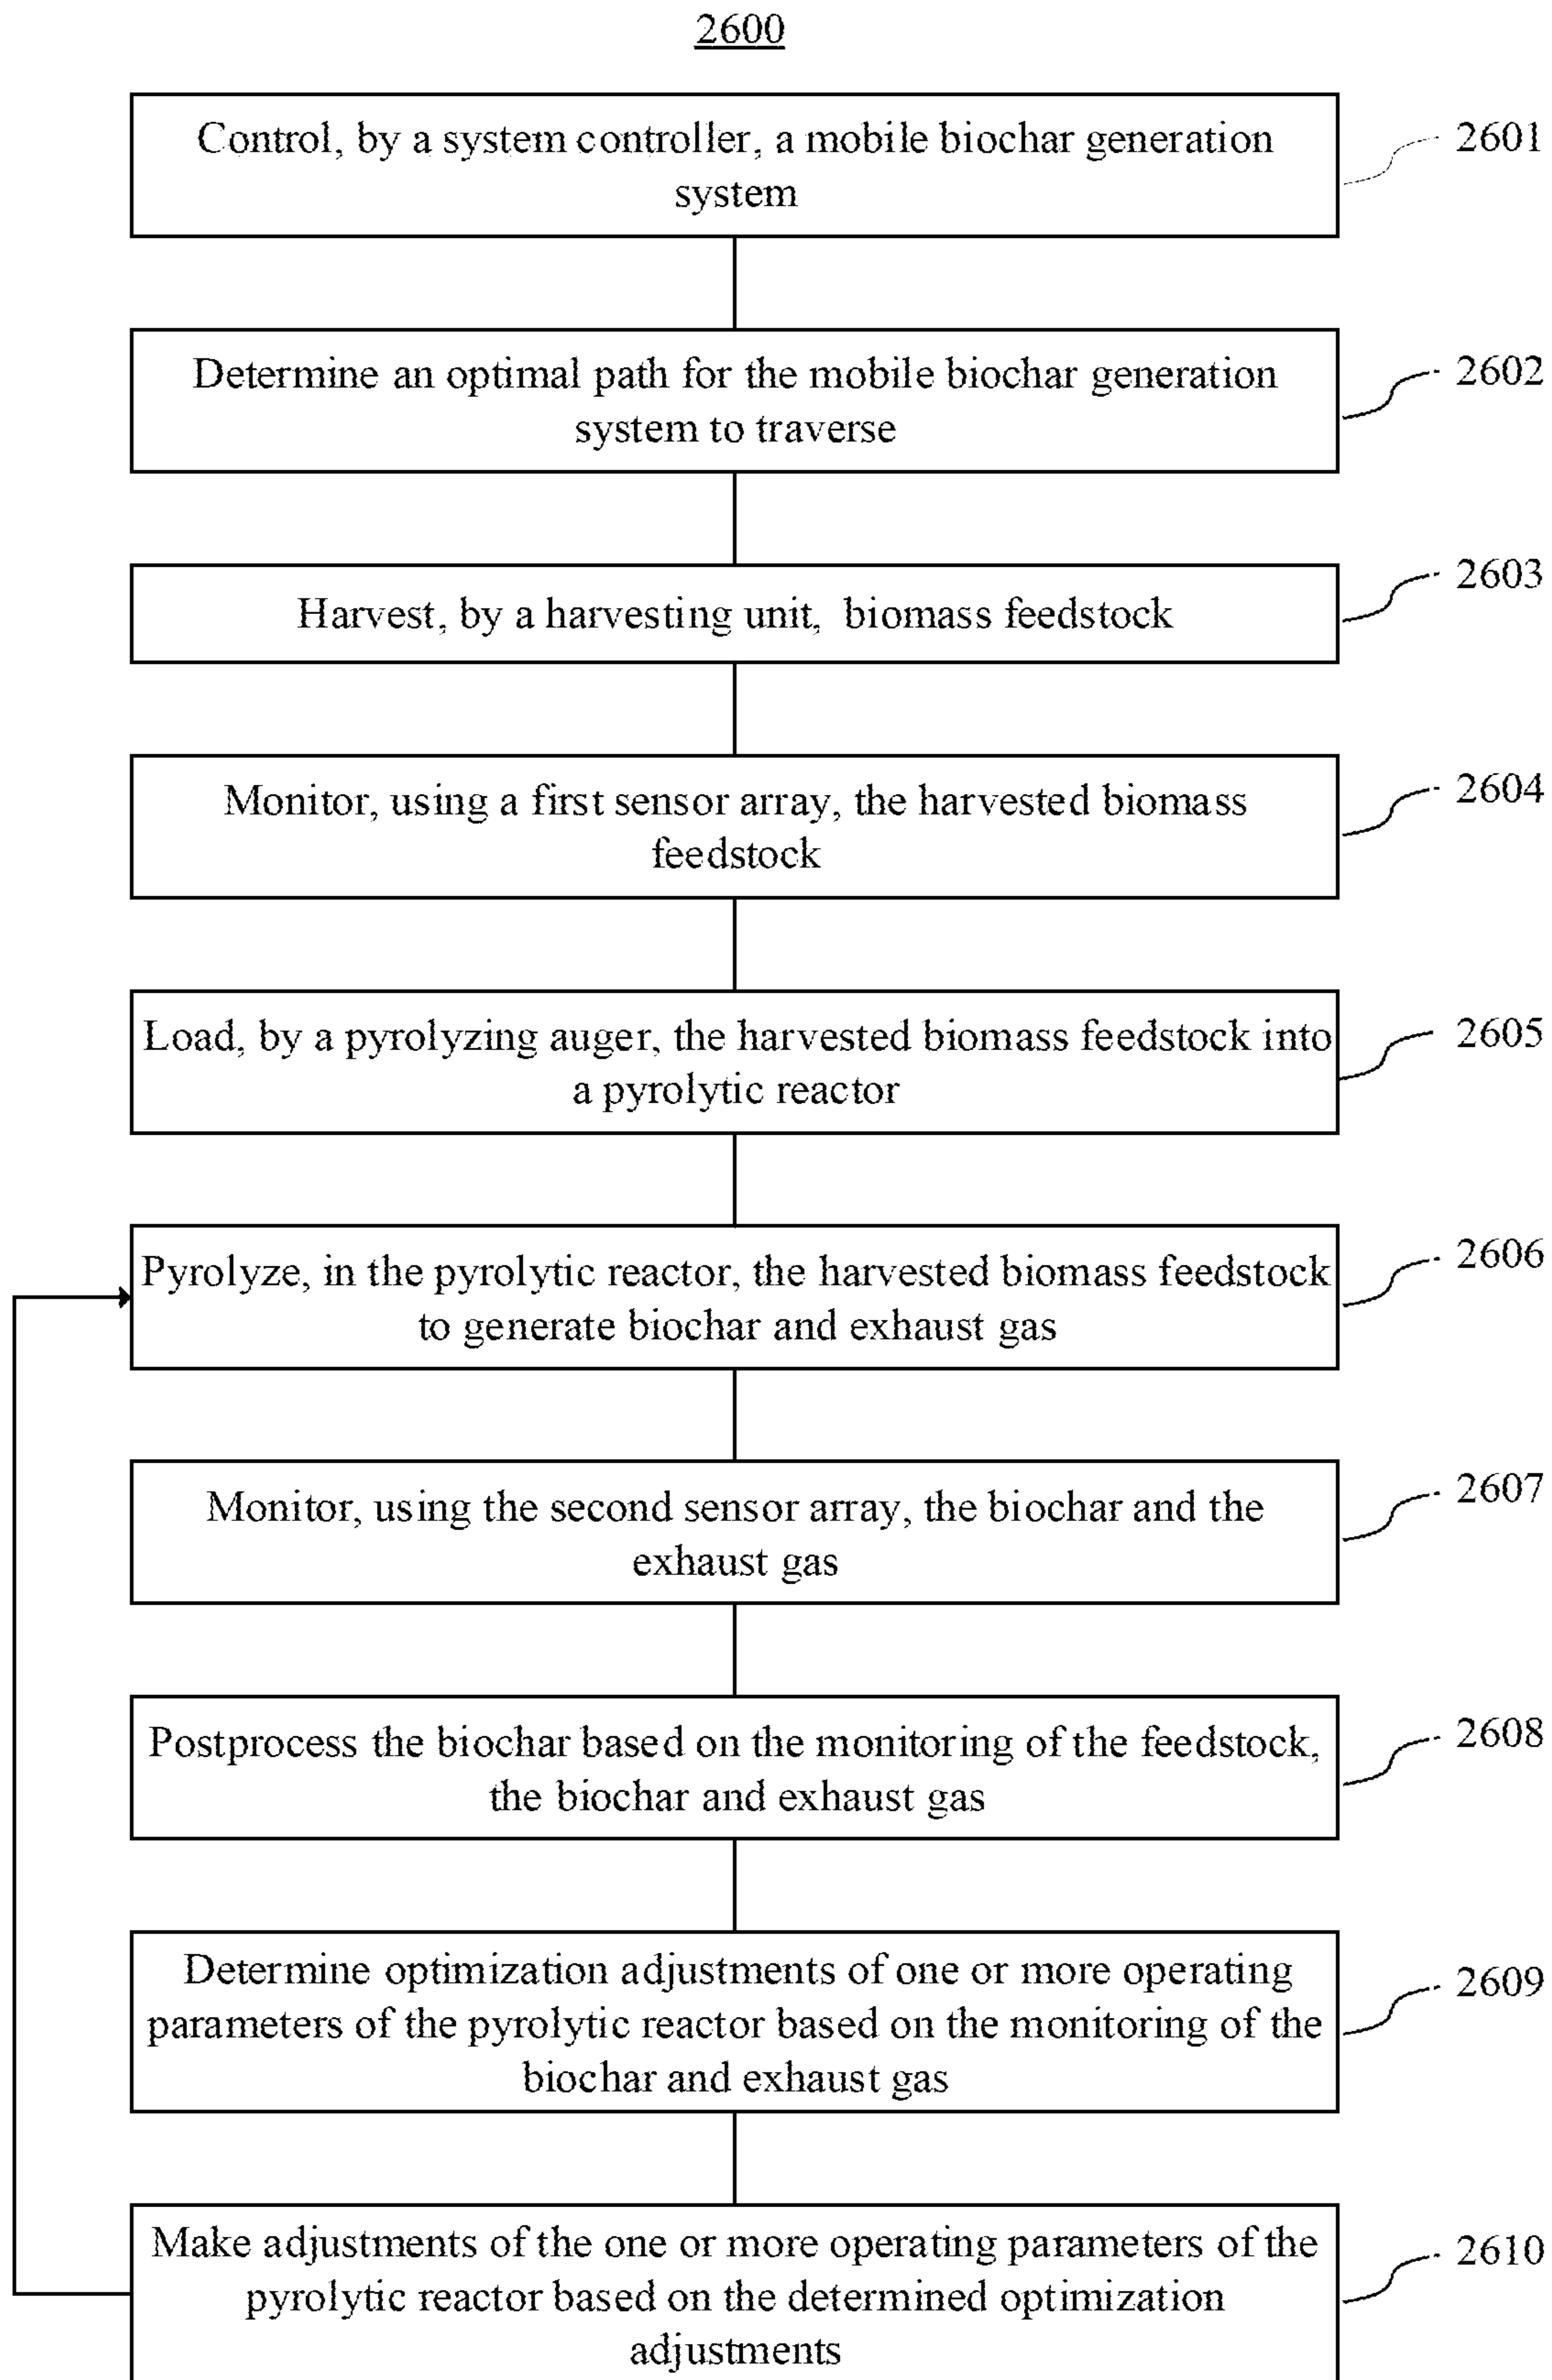 2600
Control, by a system controller, a mobile biochar generation
system
2601
Determine an optimal path for the mobile biochar generation
system to traverse
2602
Harvest, by a harvesting unit, biomass feedstock
2603
Monitor, using a first sensor array, the harvested biomass
feedstock
2604
Load, by a pyrolyzing auger, the harvested biomass feedstock into
a pyrolytic reactor
2605
Pyrolyze, in the pyrolytic reactor, the harvested biomass feedstock
to generate biochar and exhaust gas
2606
Monitor, using the second sensor array, the biochar and the
exhaust gas
2607
Postprocess the biochar based on the monitoring of the feedstock,
the biochar and exhaust gas
2608
Determine optimization adjustments of one or more operating
parameters of the pyrolytic reactor based on the monitoring of the
biochar and exhaust gas
2609
Make adjustments of the one or more operating parameters of the
pyrolytic reactor based on the determined optimization
adjustments
2610